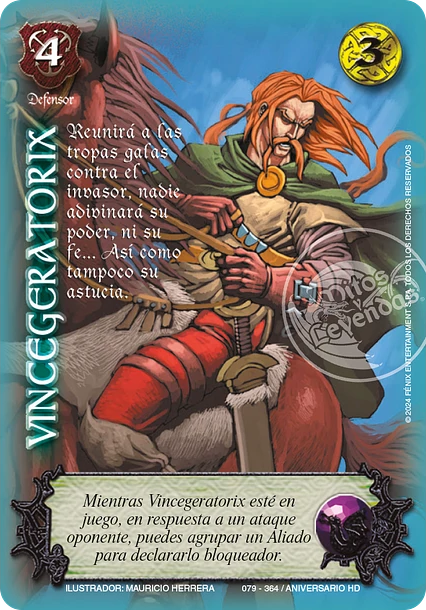 4
3
Defensor
VINCEGERATORIX
Reunirá a las
tropas galas
contra el
invasor, nadie
adivinará su
poder, ni su
fe... Así como
tampoco su
astucia.
Mitos
y
Leyendas
© 2024 FÉNIX ENTERTAINMENT S.P.A. TODOS LOS DERECHOS RESERVADOS
Mientras Vincegeratorix esté en
juego, en respuesta a un ataque
oponente, puedes agrupar un Aliado
para declararlo bloqueador.
ILUSTRADOR: MAURICIO HERRERA
079 - 364 / ANIVERSARIO HD